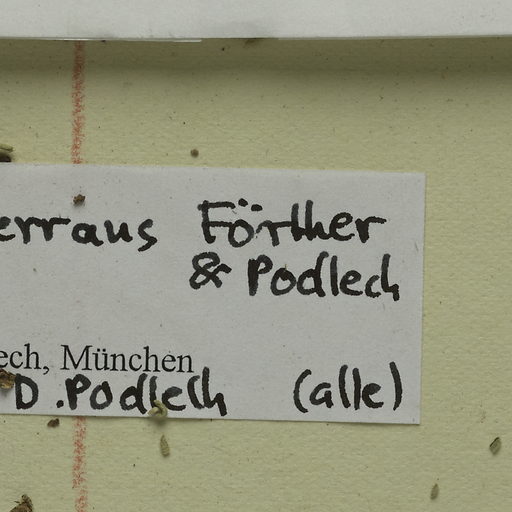 erraus Förther
& Podlech
ech, München
D. Podlech (alle)